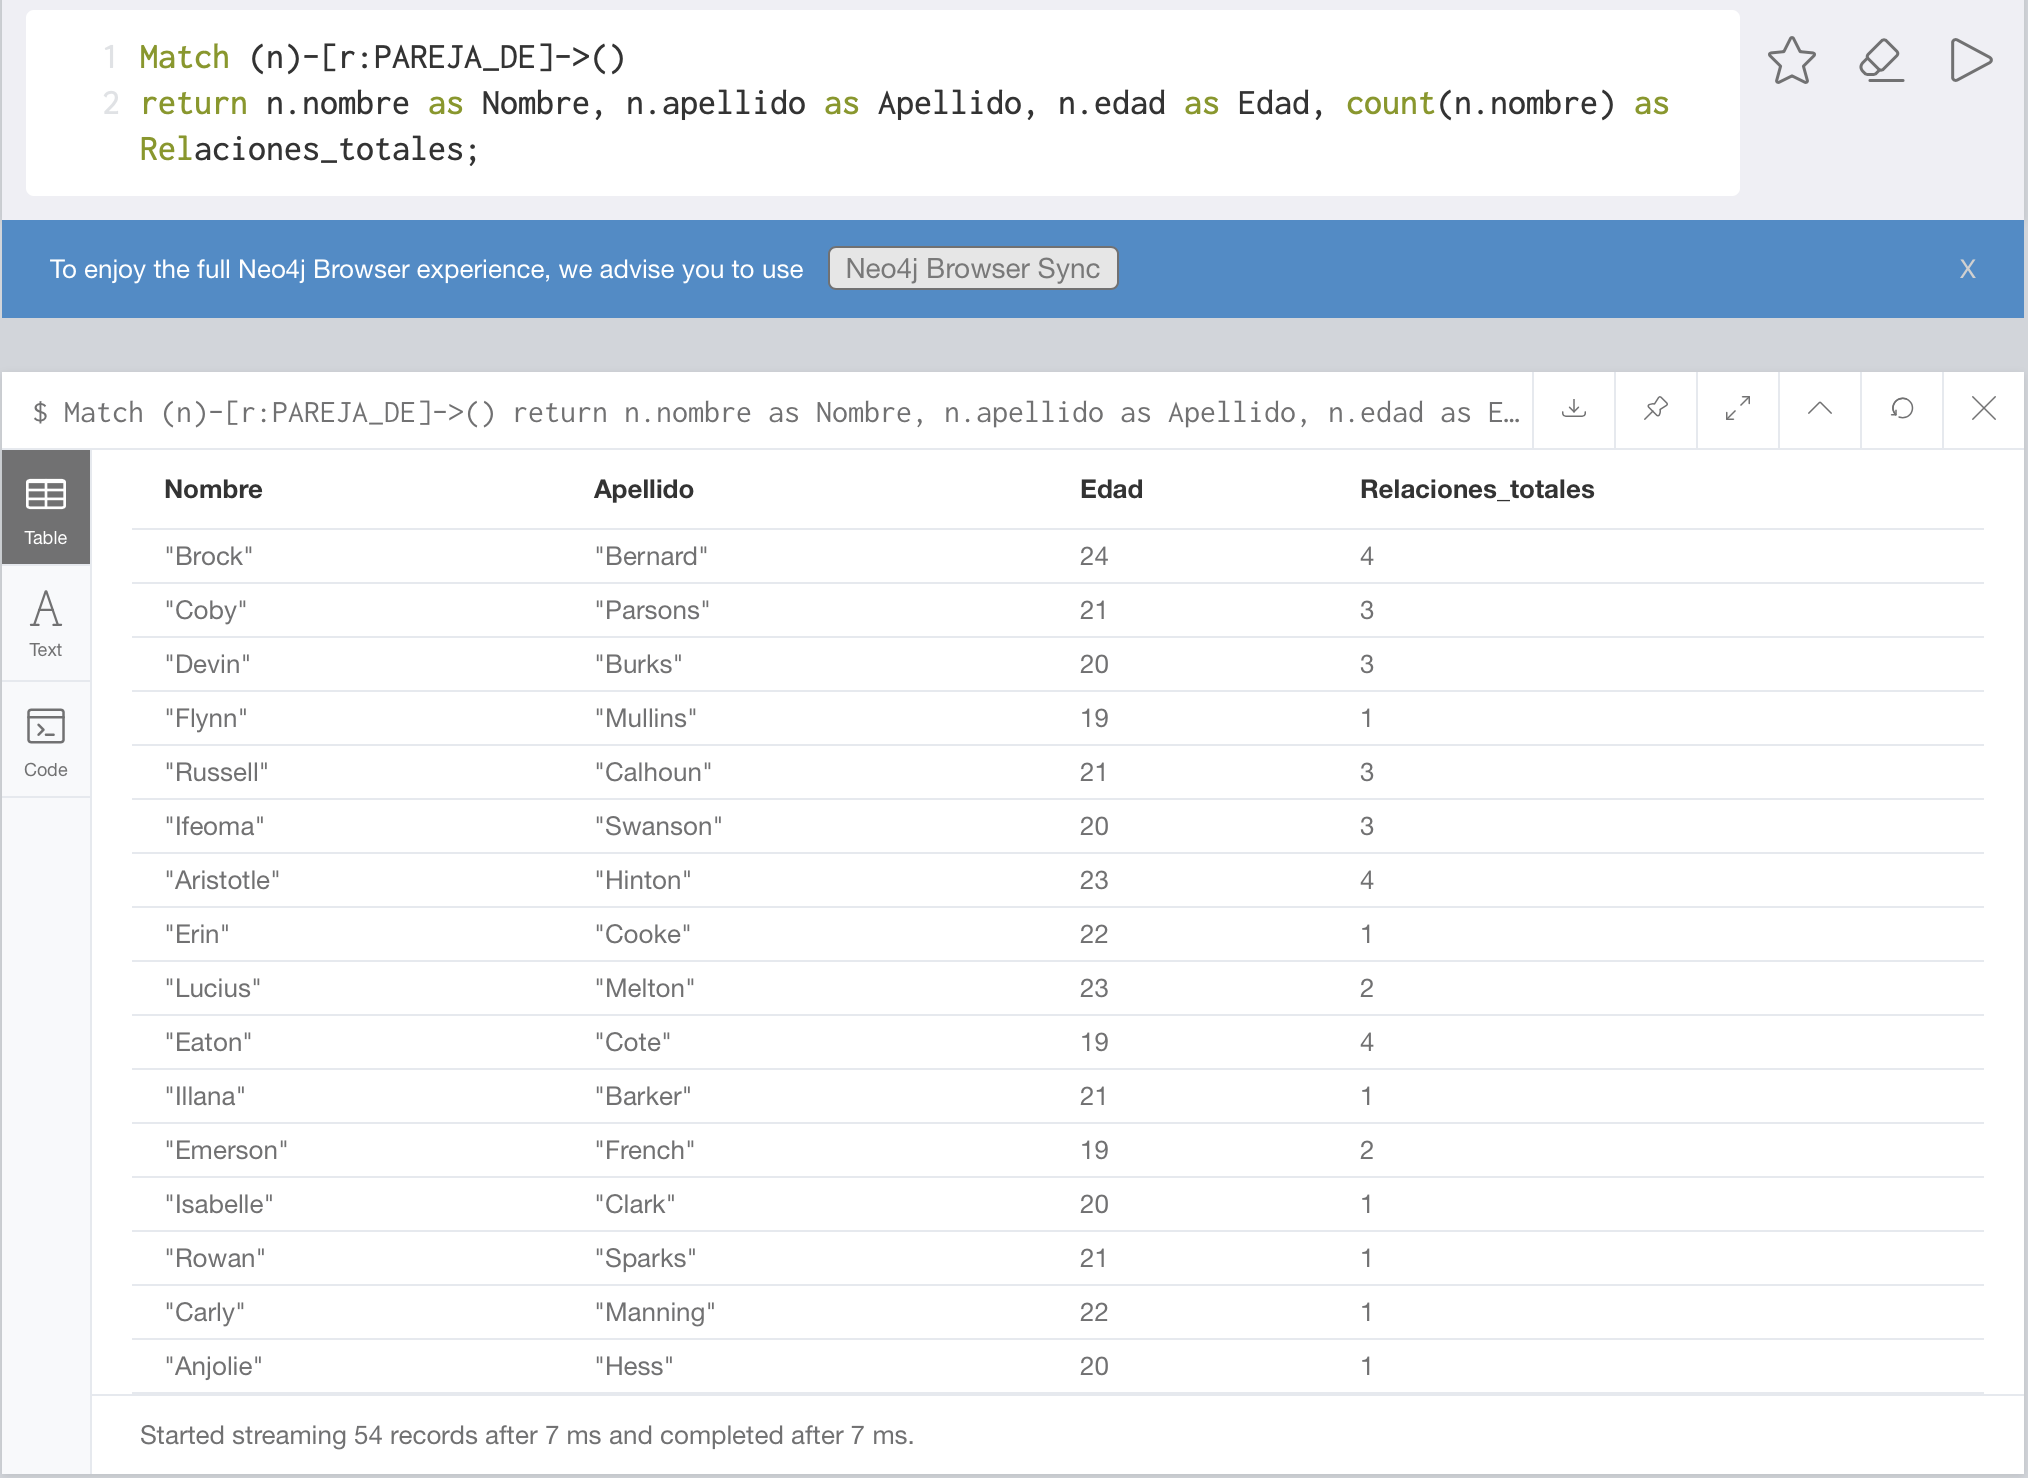 1 Match (n)-[r:PAREJA_DE]->()
2 return n.nombre as Nombre, n.apellido as Apellido, n.edad as Edad, count(n.nombre) as
Relaciones_totales;
To enjoy the full Neo4j Browser experience, we advise you to use Neo4j Browser Sync X
$ Match (n)-[r:PAREJA_DE]->() return n.nombre as Nombre, n.apellido as Apellido, n.edad as E…
Table
Text
Code
Nombre Apellido Edad Relaciones_totales
"Brock" "Bernard" 24 4
"Coby" "Parsons" 21 3
"Devin" "Burks" 20 3
"Flynn" "Mullins" 19 1
"Russell" "Calhoun" 21 3
"Ifeoma" "Swanson" 20 3
"Aristotle" "Hinton" 23 4
"Erin" "Cooke" 22 1
"Lucius" "Melton" 23 2
"Eaton" "Cote" 19 4
"Illana" "Barker" 21 1
"Emerson" "French" 19 2
"Isabelle" "Clark" 20 1
"Rowan" "Sparks" 21 1
"Carly" "Manning" 22 1
"Anjolie" "Hess" 20 1
Started streaming 54 records after 7 ms and completed after 7 ms.